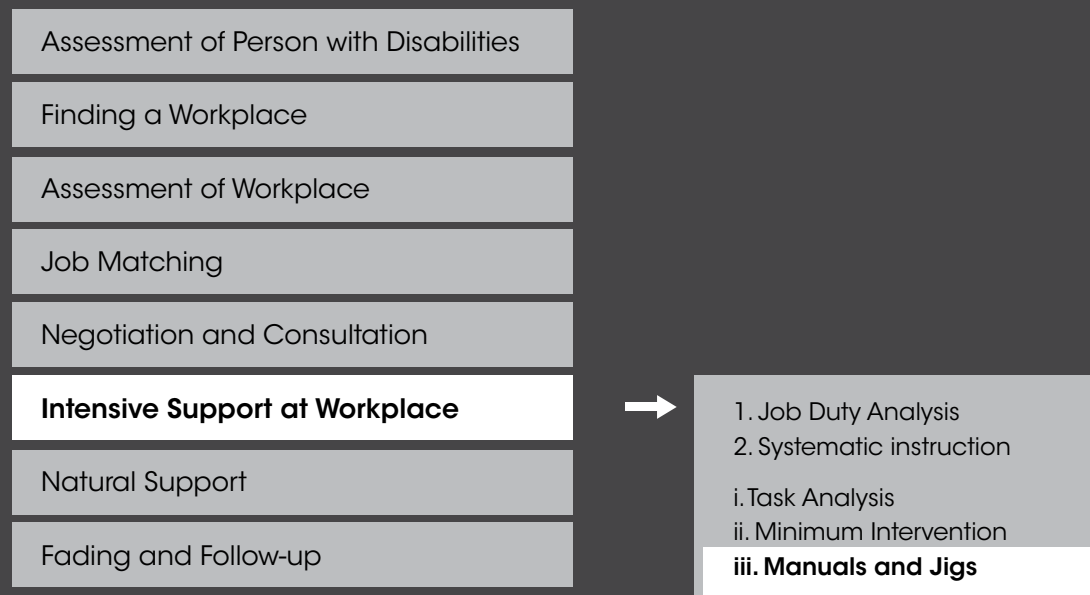 Assessment of Person with Disabilities
Finding a Workplace
Assessment of Workplace
Job Matching
Negotiation and Consultation
Intensive Support at Workplace
Natural Support
Fading and Follow-up
1. Job Duty Analysis
2. Systematic instruction
i. Task Analysis
ii. Minimum Intervention
iii. Manuals and Jigs